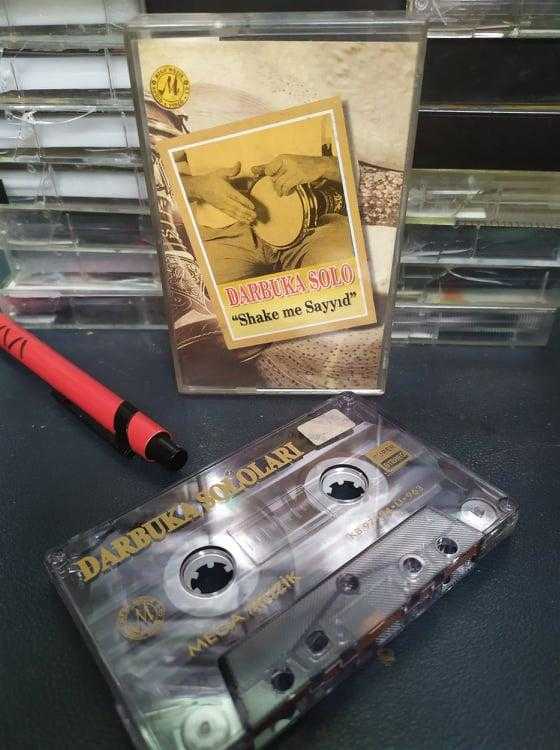 M
DARBUKA SOLO
"Shake me Sayyıd"
DARBUKA SOLOLARI
M
MEGA MÜZİK